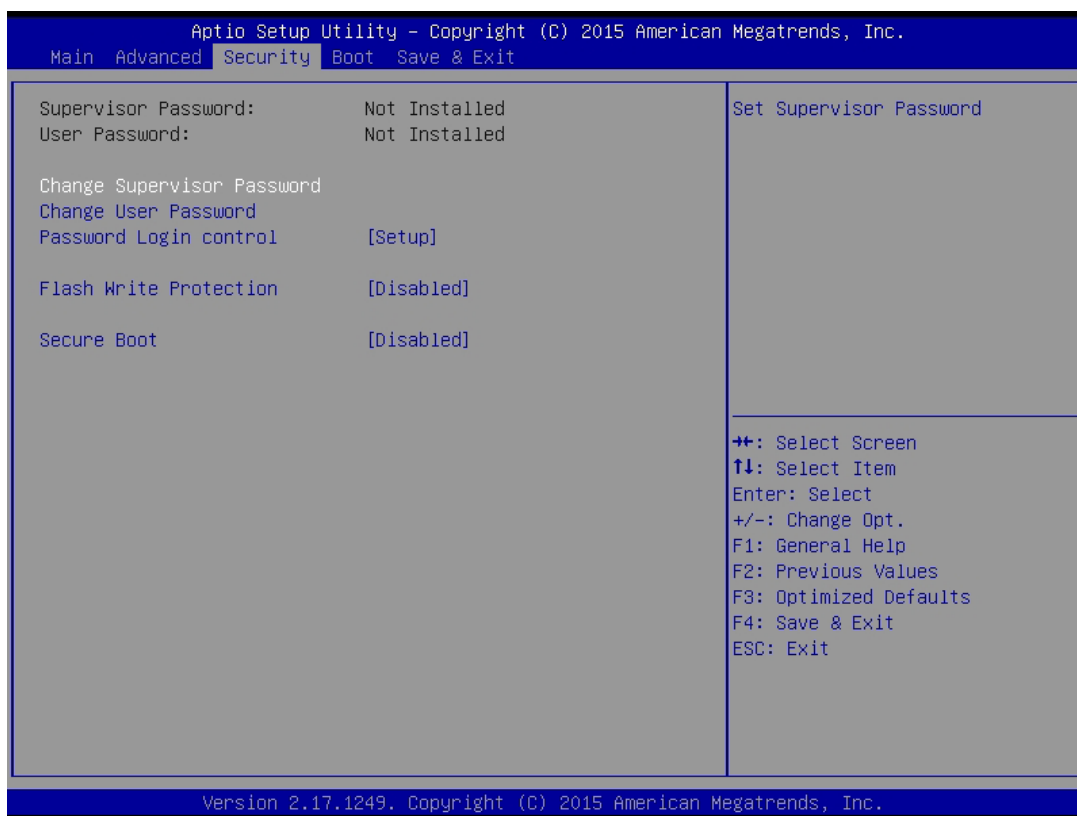 Aptio Setup Utility – Copyright (C) 2015 American Megatrends, Inc.
Main Advanced Security Boot Save & Exit
Supervisor Password: Not Installed
User Password: Not Installed
Change Supervisor Password
Change User Password
Password Login control [Setup]
Flash Write Protection [Disabled]
Secure Boot [Disabled]
Set Supervisor Password
→←: Select Screen
↑↓: Select Item
Enter: Select
+/-: Change Opt.
F1: General Help
F2: Previous Values
F3: Optimized Defaults
F4: Save & Exit
ESC: Exit
Version 2.17.1249. Copyright (C) 2015 American Megatrends, Inc.